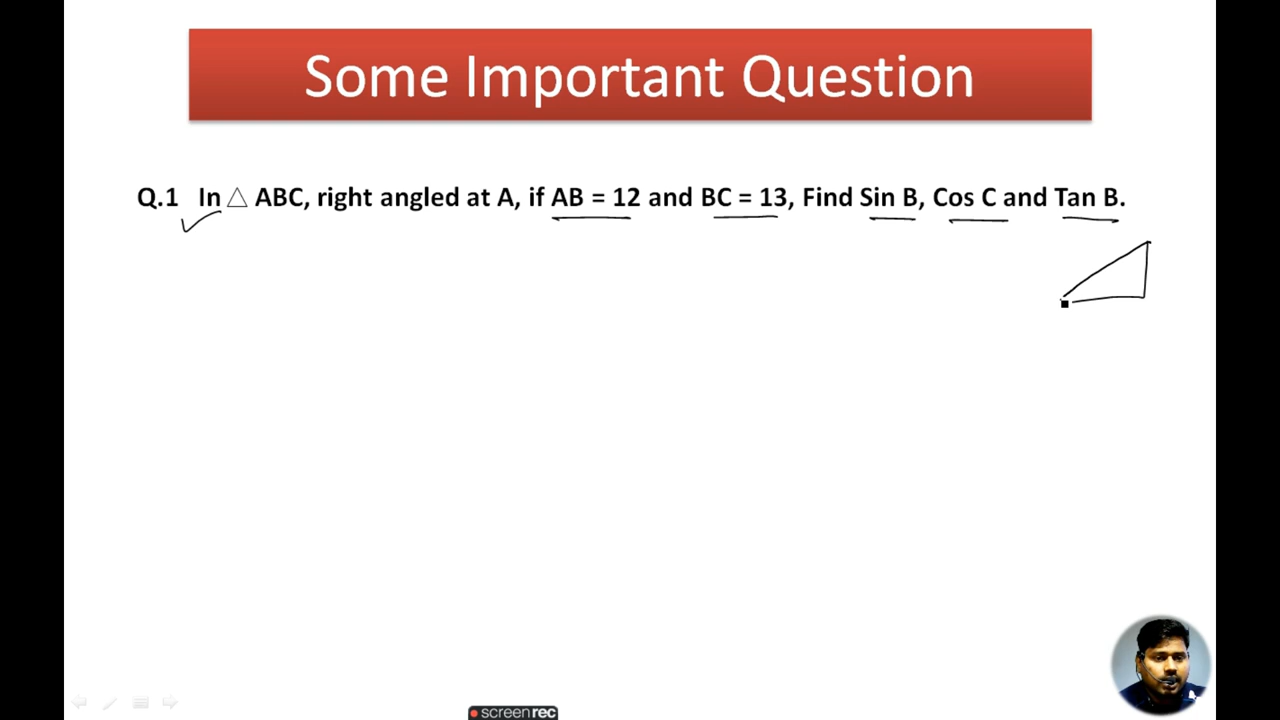 Some Important Question
Q.1 In △ ABC, right angled at A, if AB = 12 and BC = 13, Find Sin B, Cos C and Tan B.
screenrec